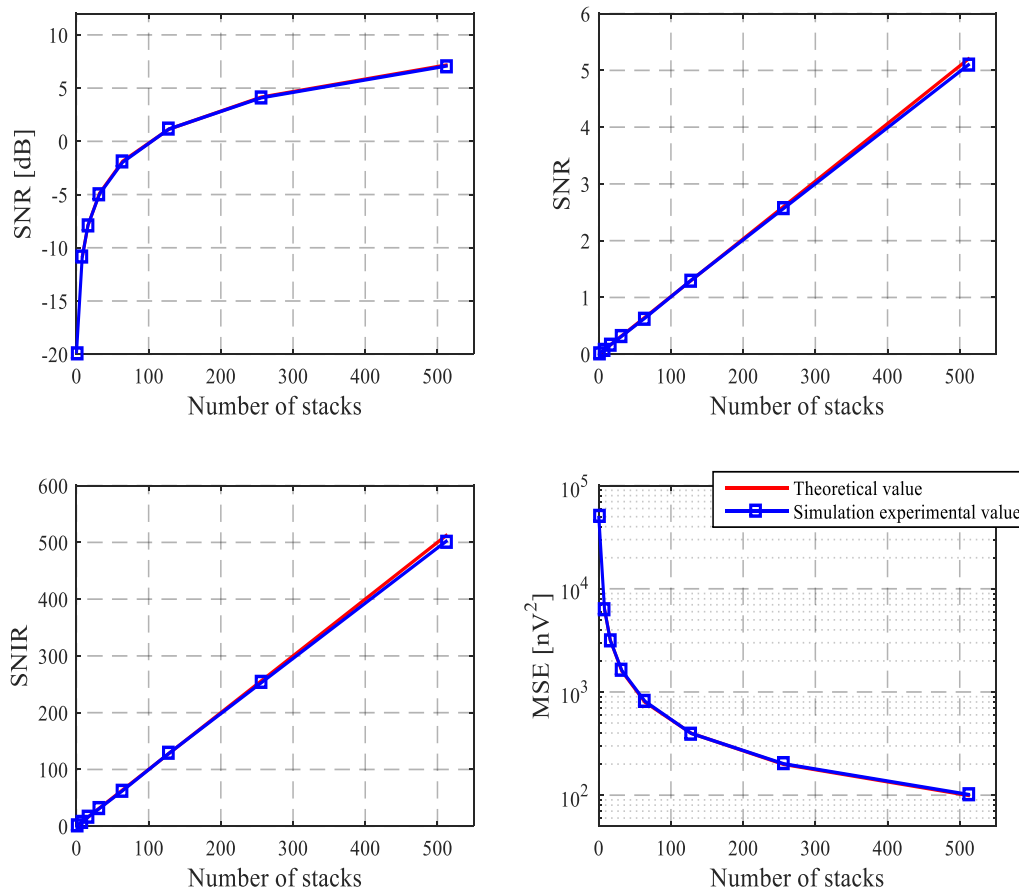 10
5
0
-5
-10
-15
-20
SNR [dB]
0 100 200 300 400 500
Number of stacks
6
5
4
3
2
1
0
SNR
0 100 200 300 400 500
Number of stacks
600
500
400
300
200
100
0
SNIR
0 100 200 300 400 500
Number of stacks
Theoretical value
Simulation experimental value
10^5
10^4
10^3
10^2
MSE [nV^2]
0 100 200 300 400 500
Number of stacks